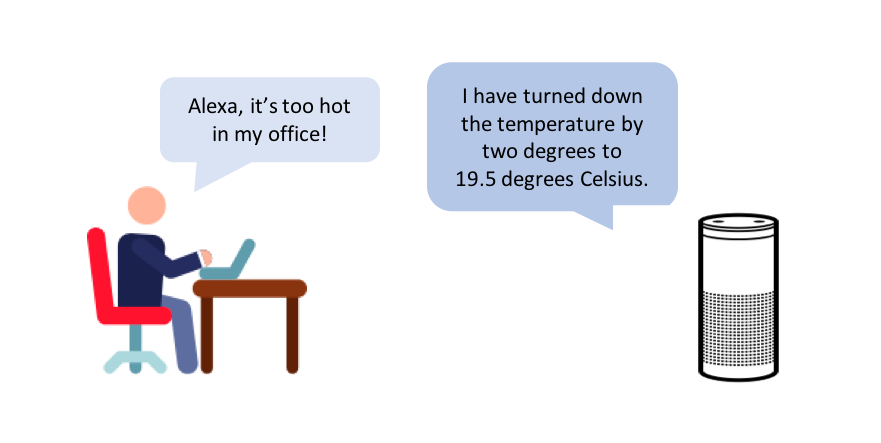 Alexa, it’s too hot
in my office!
I have turned down
the temperature by
two degrees to
19.5 degrees Celsius.